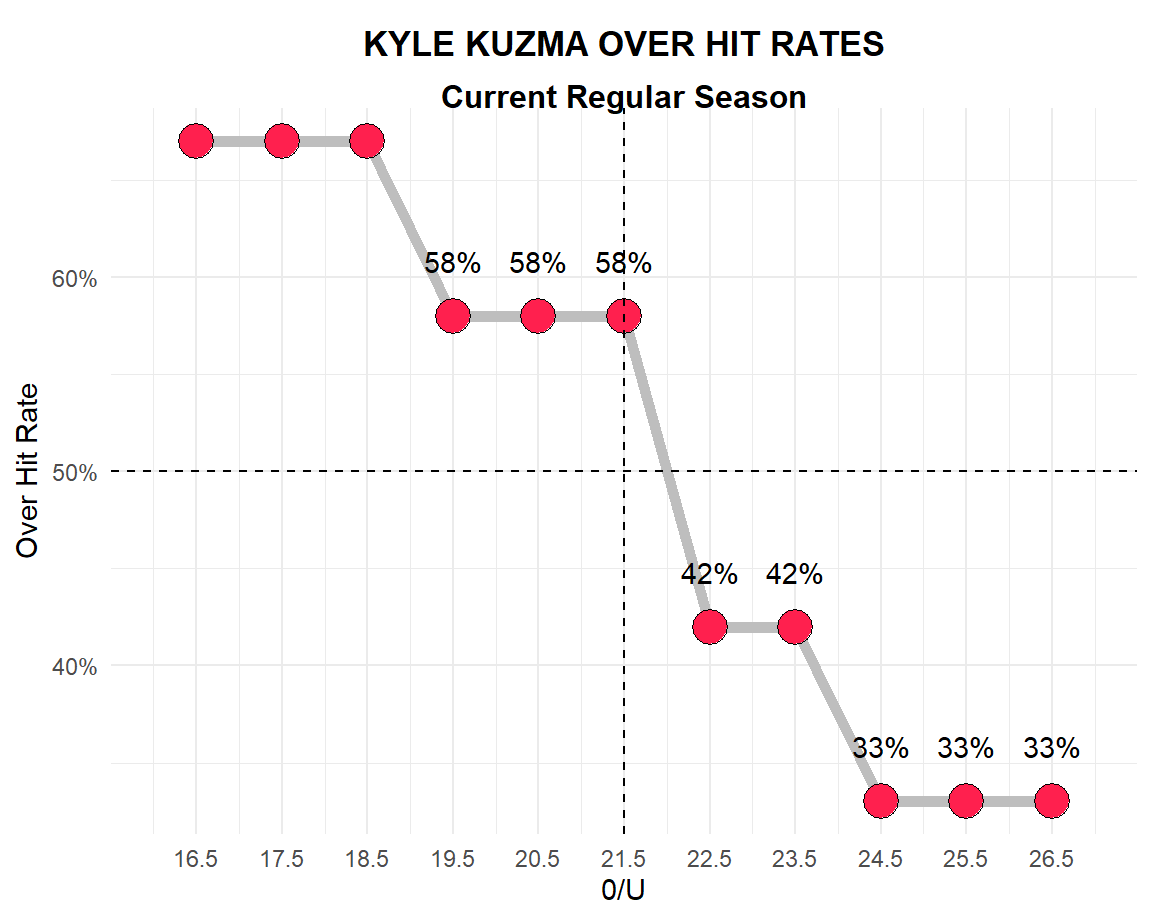 KYLE KUZMA OVER HIT RATES
Current Regular Season
58% 58% 58%
60%
Over Hit Rate
50%
42% 42%
40%
33% 33% 33%
16.5 17.5 18.5 19.5 20.5 21.5 22.5 23.5 24.5 25.5 26.5
0/U